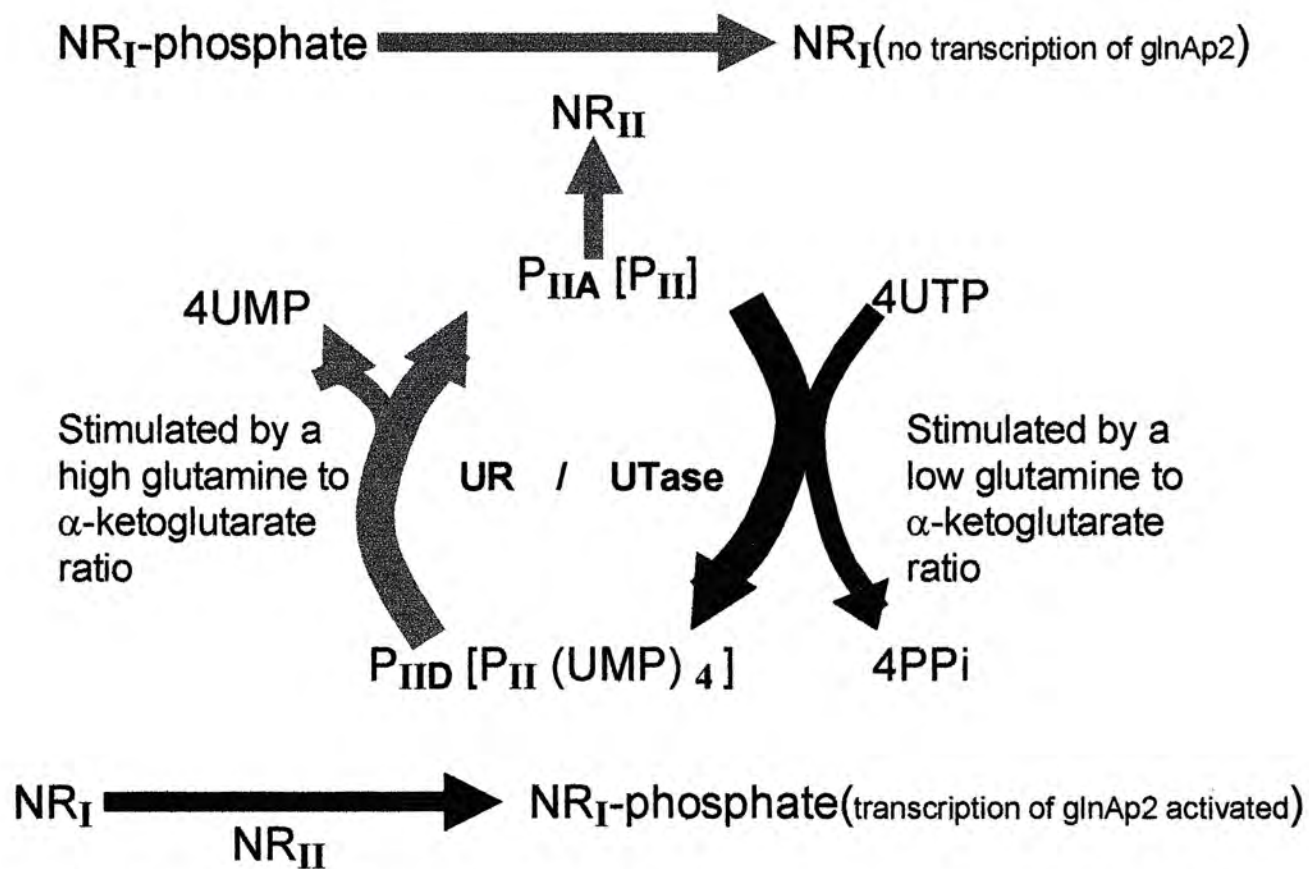 NRI-phosphate NRI(no transcription of glnAp2)
NRII
PIIA [PII]
4UMP 4UTP
Stimulated by a
high glutamine to
α-ketoglutarate
ratio
UR / UTase
Stimulated by a
low glutamine to
α-ketoglutarate
ratio
PIID [PII (UMP) 4 ] 4PPi
NRI NRI-phosphate(transcription of glnAp2 activated)
NRII